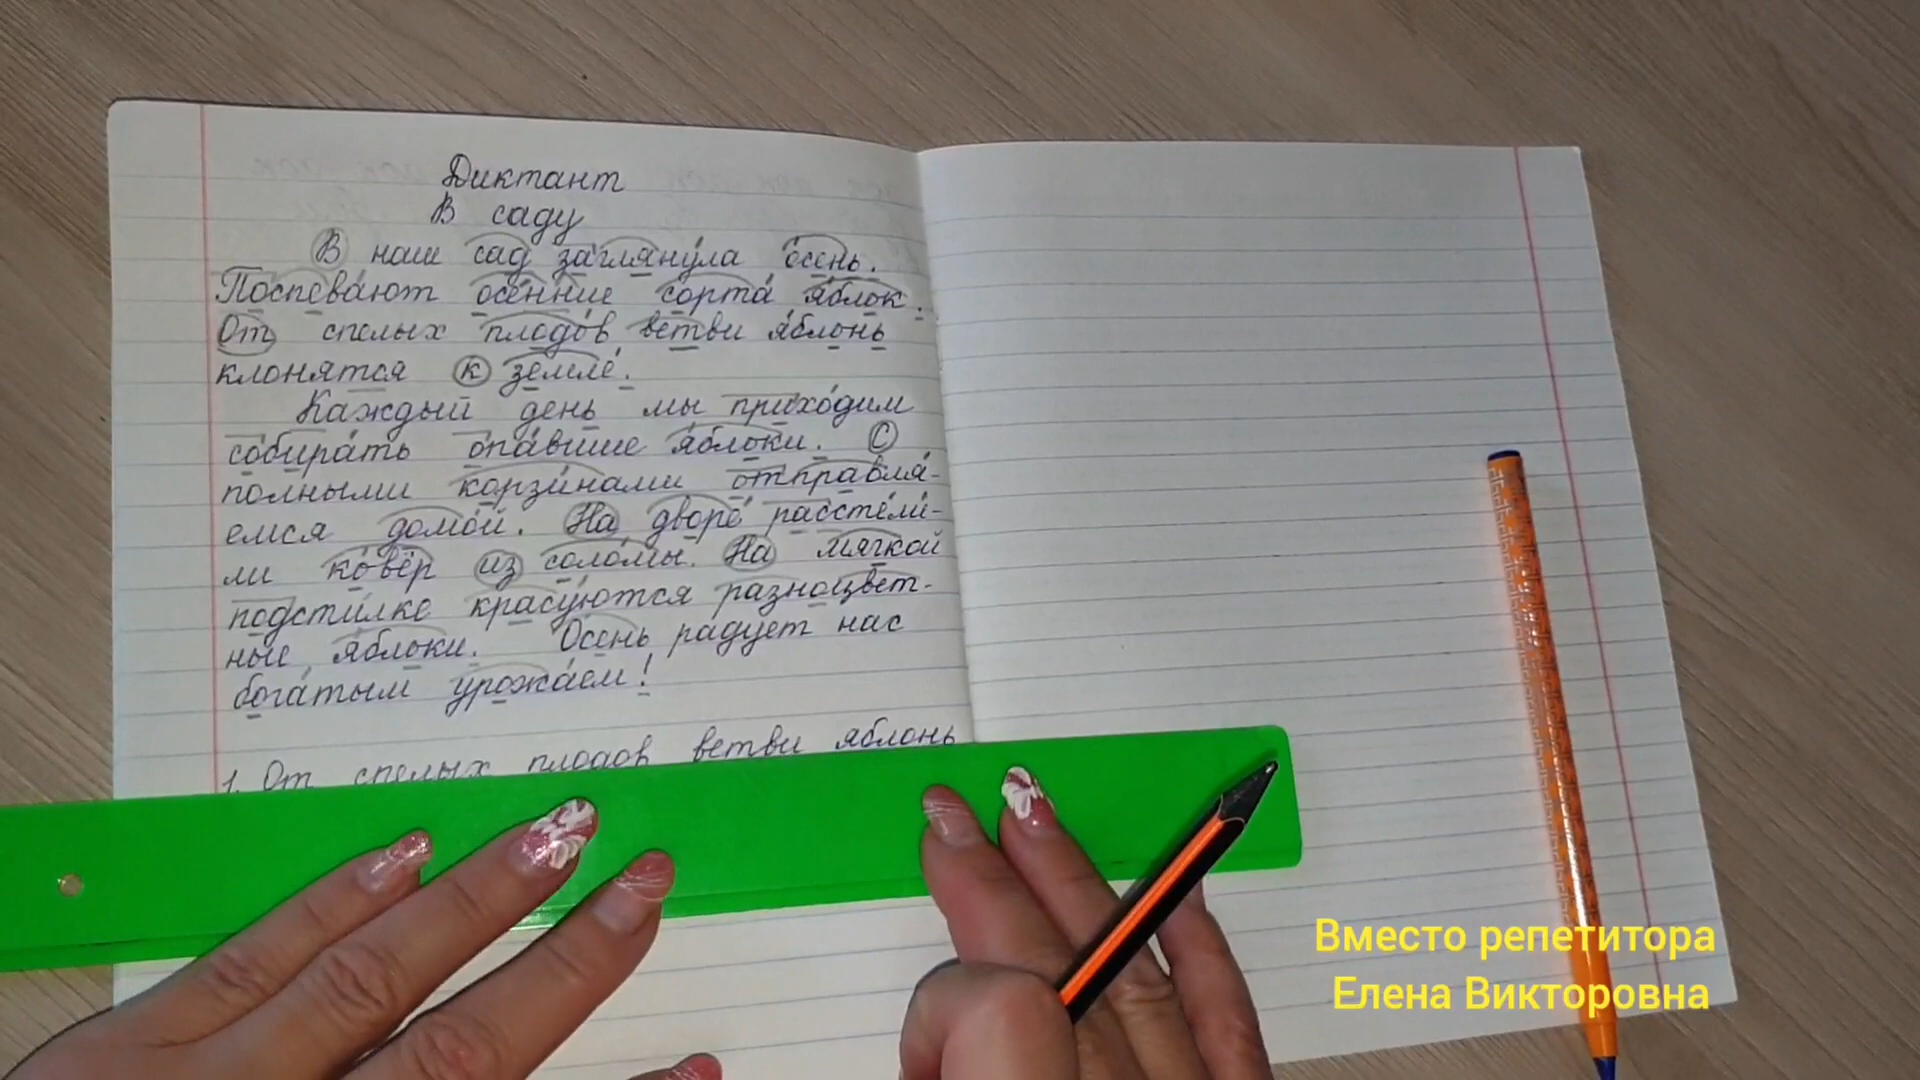 Диктант
В саду
В наш сад заглянула осень.
Поспевают осенние сорта яблок.
От спелых плодов ветви яблонь
клонятся к земле.
Каждый день мы приходим
собирать опавшие яблоки. С
полными корзинами отправля-
емся домой. На дворе расстели-
ли ковёр из соломы. На мягкой
подстилке красуются разноцвет-
ные яблоки. Осень радует нас
богатым урожаем!
1. От спелых плодов ветви яблонь
Вместо репетитора
Елена Викторовна